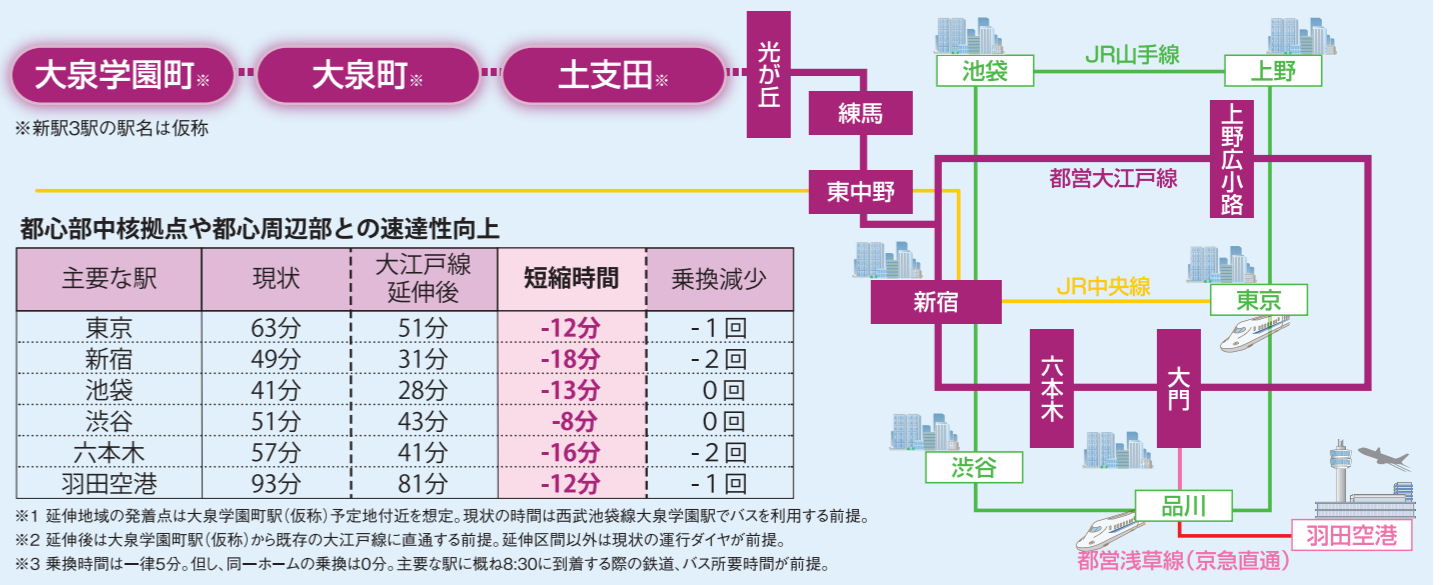 大泉学園町※
大泉町※
土支田※
光が丘
※新駅3駅の駅名は仮称
練馬
東中野
池袋
JR山手線
上野
上野広小路
都営大江戸線
新宿
JR中央線
東京
六本木
大門
渋谷
品川
羽田空港
都営浅草線(京急直通)
都心部中核拠点や都心周辺部との速達性向上
主要な駅 現状 大江戸線延伸後 短縮時間 乗換減少
東京 63分 51分 -12分 -1回
新宿 49分 31分 -18分 -2回
池袋 41分 28分 -13分 0回
渋谷 51分 43分 -8分 0回
六本木 57分 41分 -16分 -2回
羽田空港 93分 81分 -12分 -1回
※1 延伸地域の発着点は大泉学園町駅(仮称)予定地付近を想定。現状の時間は西武池袋線大泉学園駅でバスを利用する前提。
※2 延伸後は大泉学園町駅(仮称)から既存の大江戸線に直通する前提。延伸区間以外は現状の運行ダイヤが前提。
※3 乗換時間は一律5分。但し、同一ホームの乗換は0分。主要な駅に概ね8:30に到着する際の鉄道、バス所要時間が前提。